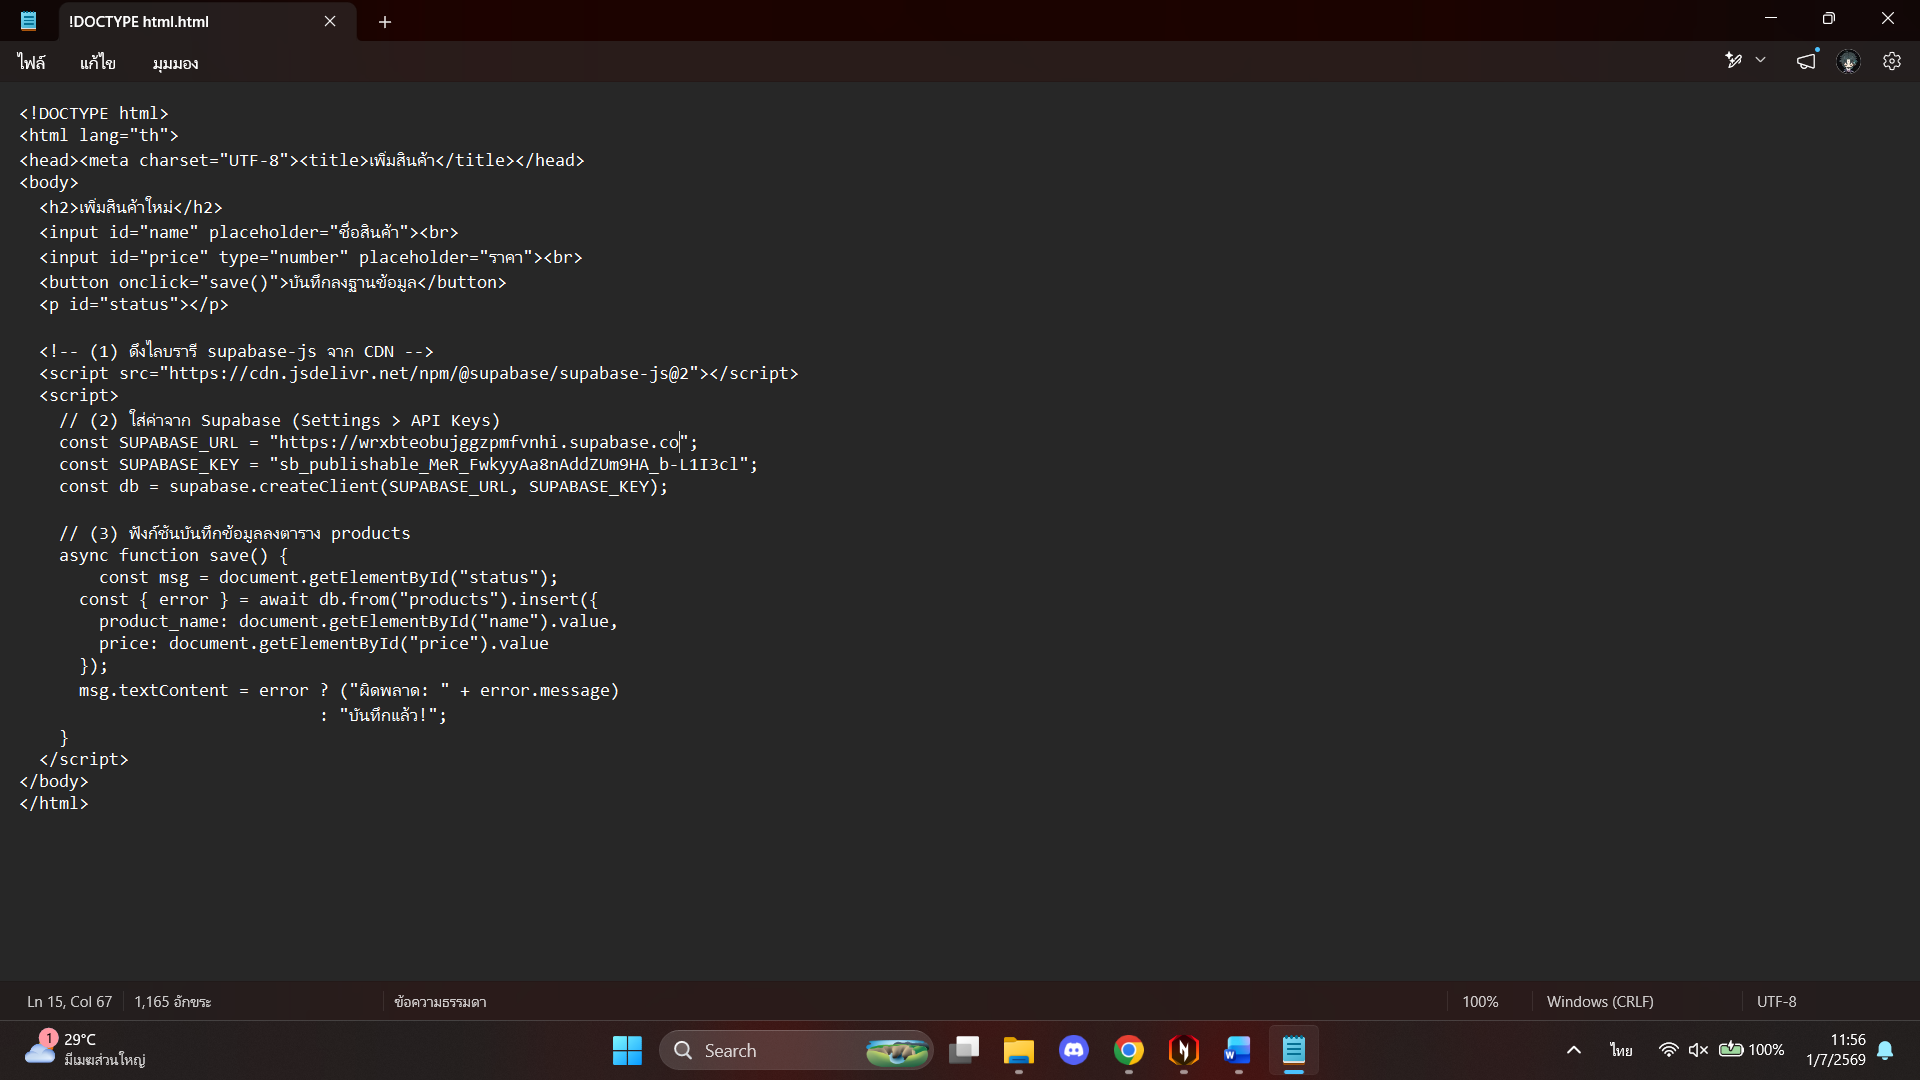 !DOCTYPE html.html
ไฟล์ แก้ไข มุมมอง
<!DOCTYPE html>
<html lang="th">
<head><meta charset="UTF-8"><title>เพิ่มสินค้า</title></head>
<body>
  <h2>เพิ่มสินค้าใหม่</h2>
  <input id="name" placeholder="ชื่อสินค้า"><br>
  <input id="price" type="number" placeholder="ราคา"><br>
  <button onclick="save()">บันทึกลงฐานข้อมูล</button>
  <p id="status"></p>

  <!-- (1) ดึงไลบรารี supabase-js จาก CDN -->
  <script src="https://cdn.jsdelivr.net/npm/@supabase/supabase-js@2"></script>
  <script>
    // (2) ใส่ค่าจาก Supabase (Settings > API Keys)
    const SUPABASE_URL = "https://wrxbteobujggzpmfvnhi.supabase.co";
    const SUPABASE_KEY = "sb_publishable_MeR_FwkyyAa8nAddZUm9HA_b-L1I3cl";
    const db = supabase.createClient(SUPABASE_URL, SUPABASE_KEY);

    // (3) ฟังก์ชันบันทึกข้อมูลลงตาราง products
    async function save() {
        const msg = document.getElementById("status");
      const { error } = await db.from("products").insert({
        product_name: document.getElementById("name").value,
        price: document.getElementById("price").value
      });
      msg.textContent = error ? ("ผิดพลาด: " + error.message)
                              : "บันทึกแล้ว!";
    }
  </script>
</body>
</html>
Ln 15, Col 67 1,165 อักขระ ข้อความธรรมดา 100% Windows (CRLF) UTF-8
1 29°C
มีเมฆส่วนใหญ่
Search
ไทย 100% 11:56
1/7/2569